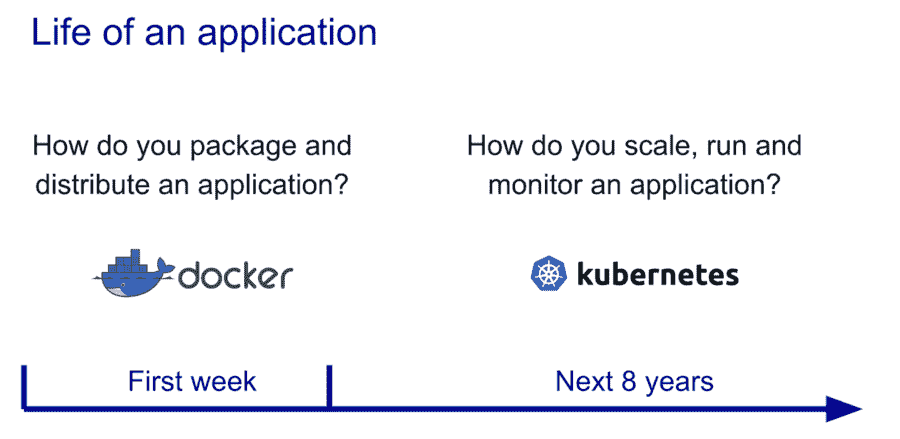 Life of an application
How do you package and
distribute an application?
How do you scale, run and
monitor an application?
docker
kubernetes
First week
Next 8 years